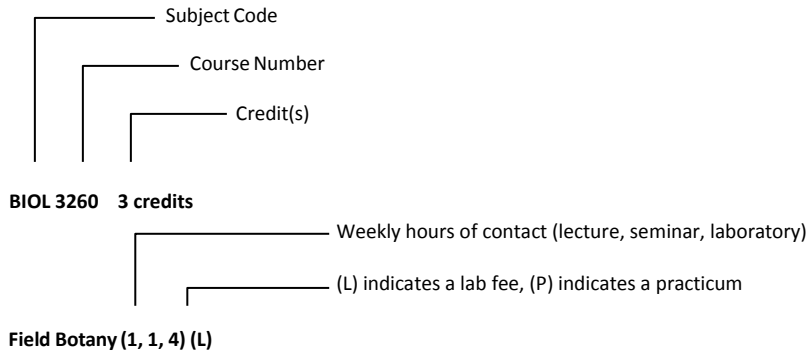 Subject Code
Course Number
Credit(s)
BIOL 3260 3 credits
Weekly hours of contact (lecture, seminar, laboratory)
(L) indicates a lab fee, (P) indicates a practicum
Field Botany (1, 1, 4) (L)